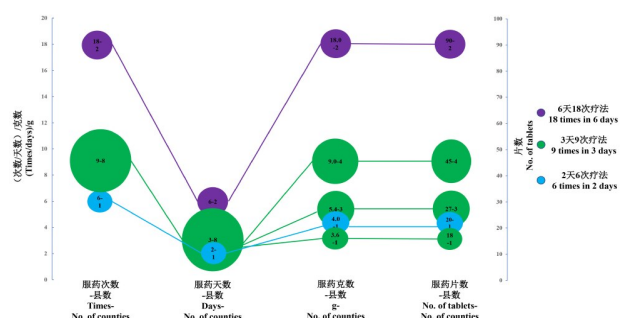 20
18
16
14
12
10
8
6
4
2
0
（次数/天数）/克数
(Times/days)/g
18-
2
9-8
6-
1
6-2
3-8
2-
1
18.0
-2
9.0-4
5.4-3
4.0
-1
3.6
-1
90-
2
45-4
27-3
20-
1
18
-1
100
90
80
70
60
50
40
30
20
10
0
片数
No. of tablets
6天18次疗法
18 times in 6 days
3天9次疗法
9 times in 3 days
2天6次疗法
6 times in 2 days
服药次数
-县数
Times-
No. of counties
服药天数
-县数
Days-
No. of counties
服药克数
-县数
g-
No. of counties
服药片数
-县数
No. of tablets-
No. of counties